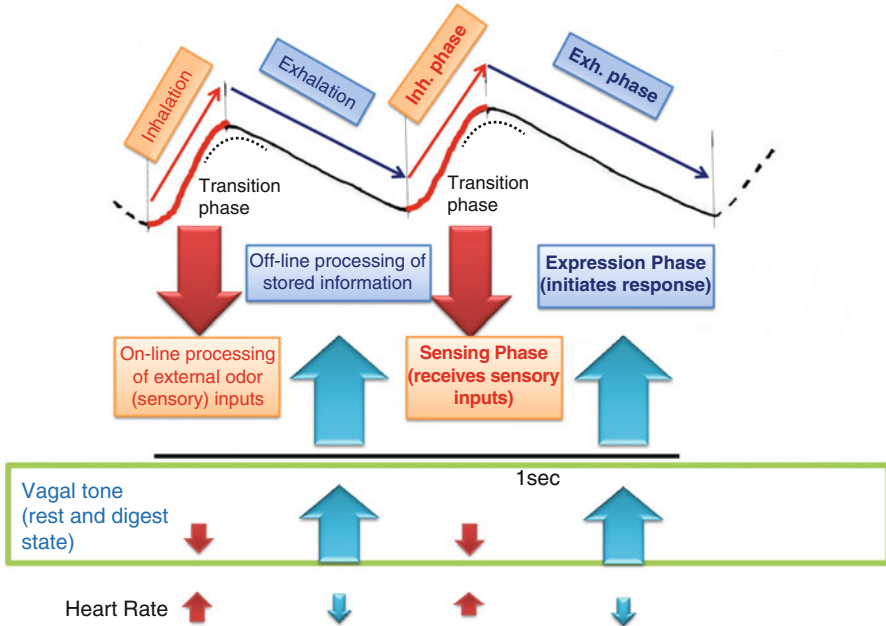 Inhalation
Exhalation
Inh. phase
Exh. phase
Transition
phase
Transition
phase
Off-line processing of
stored information
Expression Phase
(initiates response)
On-line processing
of external odor
(sensory) inputs
Sensing Phase
(receives sensory
inputs)
1sec
Vagal tone
(rest and digest
state)
Heart Rate